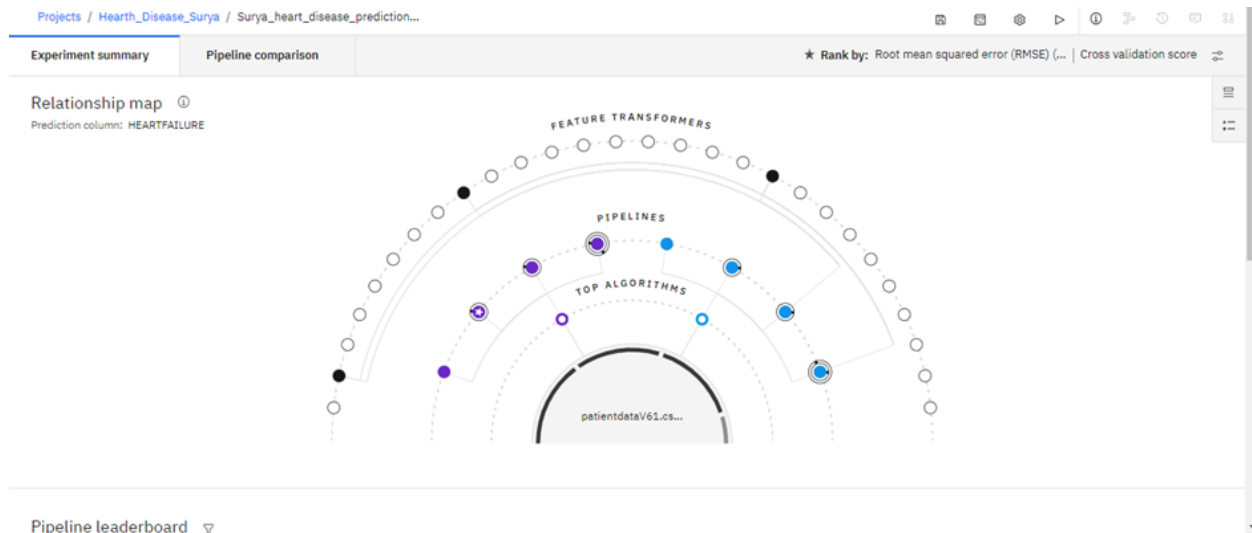 Projects / Hearth_Disease_Surya / Surya_heart_disease_prediction...
Experiment summary
Pipeline comparison
★ Rank by: Root mean squared error (RMSE) (... | Cross validation score
Relationship map
Prediction column: HEARTFAILURE
FEATURE TRANSFORMERS
PIPELINES
TOP ALGORITHMS
patientdataV61.cs...
Pipeline leaderboard